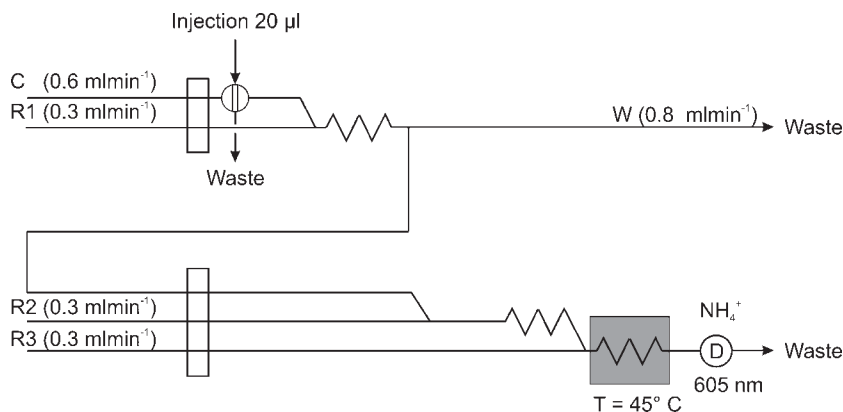 Injection 20 µl
C (0.6 mlmin⁻¹)
R1 (0.3 mlmin⁻¹)
W (0.8 mlmin⁻¹)
Waste
Waste
R2 (0.3 mlmin⁻¹)
R3 (0.3 mlmin⁻¹)
NH₄⁺
D
Waste
605 nm
T = 45° C